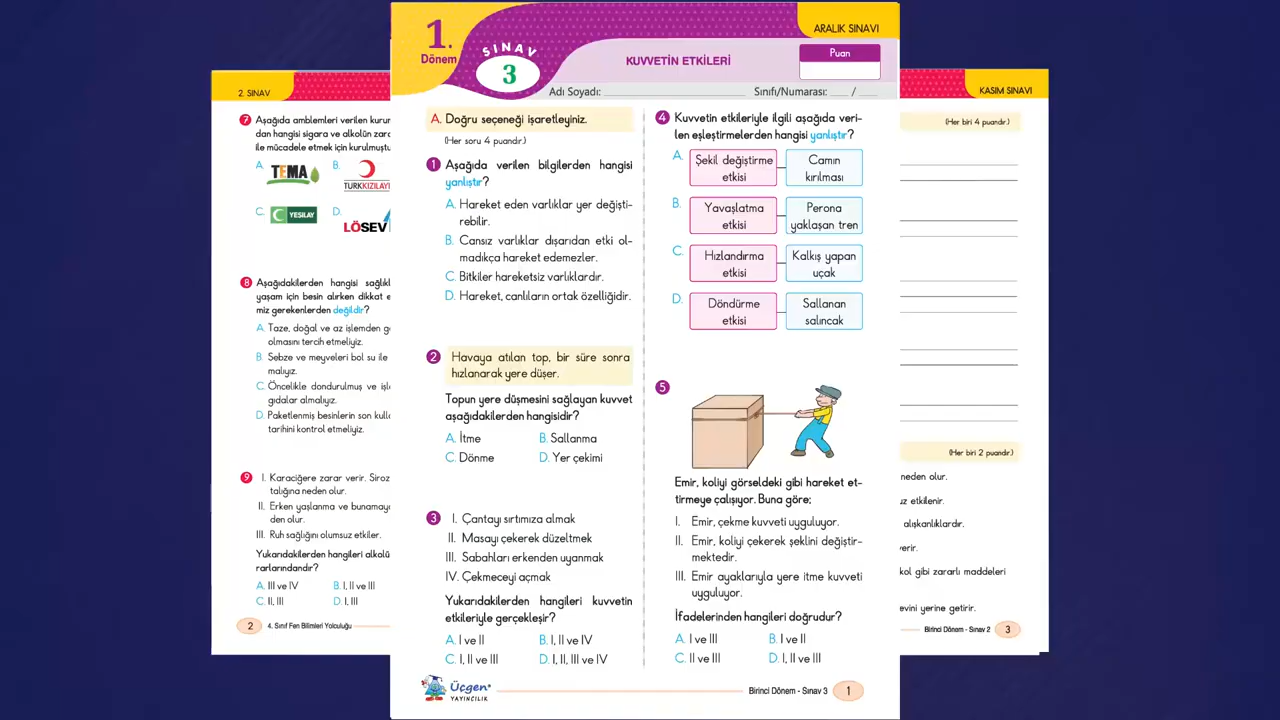 2. SINAV
7 Aşağıda amblemleri verilen
dan hangisi sigara ve alkolün
ile mücadele etmek için
A. TEMA
B. TÜRKKIZILAYI
C. YEŞİLAY
D. LÖSEV
8 Aşağıdakilerden hangisi
yaşam için besin alırken dikkat
miz gerekenlerden değildir?
A. Taze, doğal ve az işlemden
olmasını tercih etmeliyiz.
B. Sebze ve meyveleri bol su ile
malıyız.
C. Öncelikle dondurulmuş ve
gıdalar almalıyız.
D. Paketlenmiş besinlerin son
tarihini kontrol etmeliyiz.
9 I. Karaciğere zarar verir. Siroz
talığına neden olur.
II. Erken yaşlanma ve
den olur.
III. Ruh sağlığını olumsuz etkiler.
Yukarıdakilerden hangileri
rarlarındandır?
A. III ve IV B. I, II ve III
C. II, III D. I, III
2 4. Sınıf Fen Bilimleri Yolculuğu
1.
Dönem
SINAV
3
KUVVETİN ETKİLERİ
ARALIK SINAVI
Puan
Adı Soyadı: Sınıfı/Numarası: /
A. Doğru seçeneği işaretleyiniz.
(Her soru 4 puandır.)
1 Aşağıda verilen bilgilerden hangisi
yanlıştır?
A. Hareket eden varlıklar yer değişti-
rebilir.
B. Cansız varlıklar dışarıdan etki ol-
madıkça hareket edemezler.
C. Bitkiler hareketsiz varlıklardır.
D. Hareket, canlıların ortak özelliğidir.
2 Havaya atılan top, bir süre sonra
hızlanarak yere düşer.
Topun yere düşmesini sağlayan kuvvet
aşağıdakilerden hangisidir?
A. İtme B. Sallanma
C. Dönme D. Yer çekimi
3 I. Çantayı sırtımıza almak
II. Masayı çekerek düzeltmek
III. Sabahları erkenden uyanmak
IV. Çekmeceyi açmak
Yukarıdakilerden hangileri kuvvetin
etkileriyle gerçekleşir?
A. I ve II B. I, II ve IV
C. I, II ve III D. I, II, III ve IV
4 Kuvvetin etkileriyle ilgili aşağıda veri-
len eşleştirmelerden hangisi yanlıştır?
A. Şekil değiştirme
etkisi
Camın
kırılması
B. Yavaşlatma
etkisi
Perona
yaklaşan tren
C. Hızlandırma
etkisi
Kalkış yapan
uçak
D. Döndürme
etkisi
Sallanan
salıncak
5
Emir, koliyi görseldeki gibi hareket et-
tirmeye çalışıyor. Buna göre;
I. Emir, çekme kuvveti uyguluyor.
II. Emir, koliyi çekerek şeklini değiştir-
mektedir.
III. Emir ayaklarıyla yere itme kuvveti
uyguluyor.
İfadelerinden hangileri doğrudur?
A. I ve III B. I ve II
C. II ve III D. I, II ve III
Üçgen
YAYINCILIK
Birinci Dönem - Sınav 3 1
KASIM SINAVI
(Her biri 4 puandır.)
(Her biri 2 puandır.)
neden olur.
etkilenir.
alışkanlıklardır.
gibi zararlı maddeleri
yerine getirir.
Birinci Dönem - Sınav 2 3